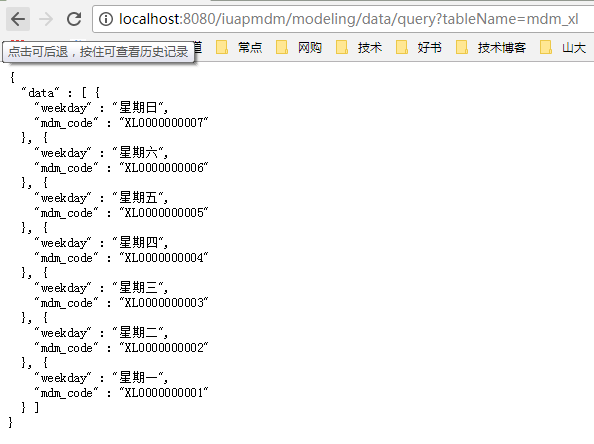 localhost:8080/iuapmdm/modeling/data/query?tableName=mdm_xl
点击可后退，按住可查看历史记录
道 常点 网购 技术 好书 技术博客 山大
{
"data" : [ {
"weekday" : "星期日",
"mdm_code" : "XL0000000007"
}, {
"weekday" : "星期六",
"mdm_code" : "XL0000000006"
}, {
"weekday" : "星期五",
"mdm_code" : "XL0000000005"
}, {
"weekday" : "星期四",
"mdm_code" : "XL0000000004"
}, {
"weekday" : "星期三",
"mdm_code" : "XL0000000003"
}, {
"weekday" : "星期二",
"mdm_code" : "XL0000000002"
}, {
"weekday" : "星期一",
"mdm_code" : "XL0000000001"
} ]
}